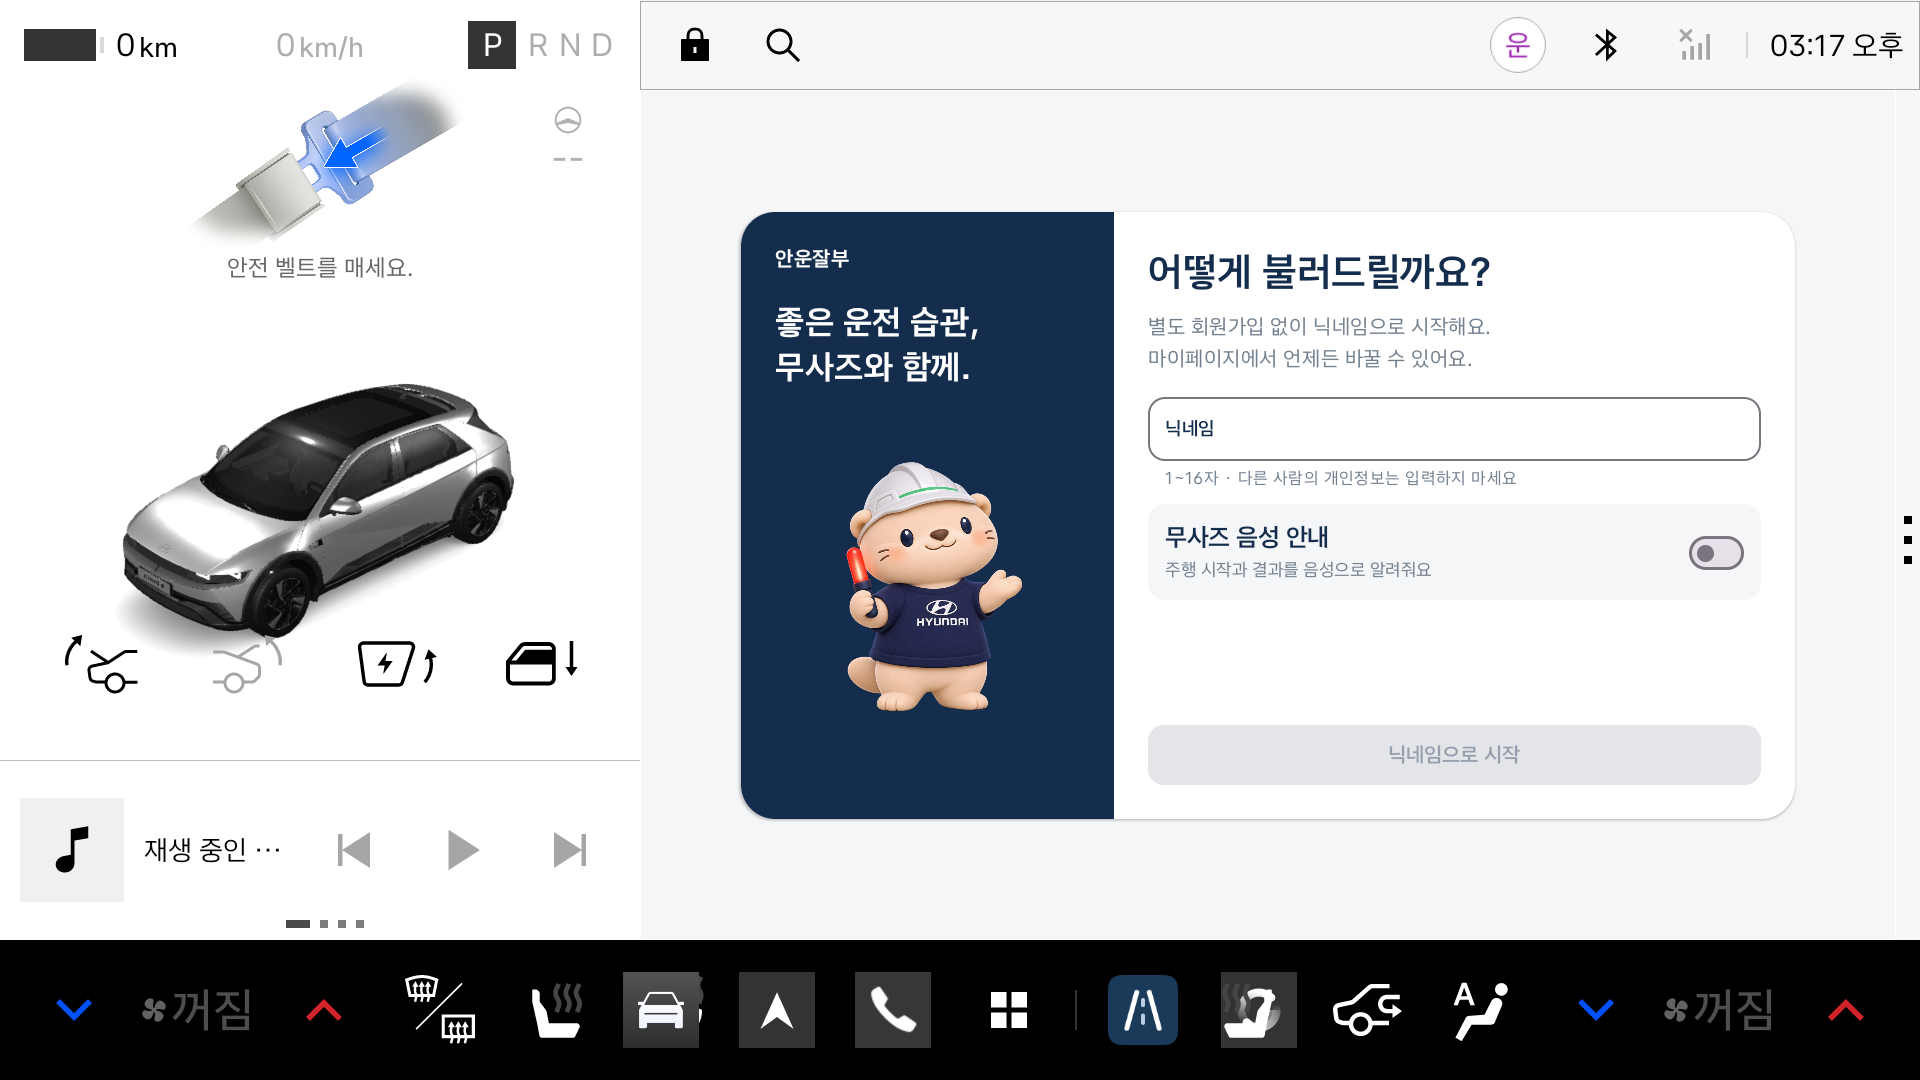 0 km
0 km/h
P R N D
운
03:17 오후
안전 벨트를 매세요.
재생 중인 …
안운잘부
좋은 운전 습관,
무사즈와 함께.
HYUNDAI
어떻게 불러드릴까요?
별도 회원가입 없이 닉네임으로 시작해요.
마이페이지에서 언제든 바꿀 수 있어요.
닉네임
1~16자 · 다른 사람의 개인정보는 입력하지 마세요
무사즈 음성 안내
주행 시작과 결과를 음성으로 알려줘요
닉네임으로 시작
꺼짐
A
꺼짐